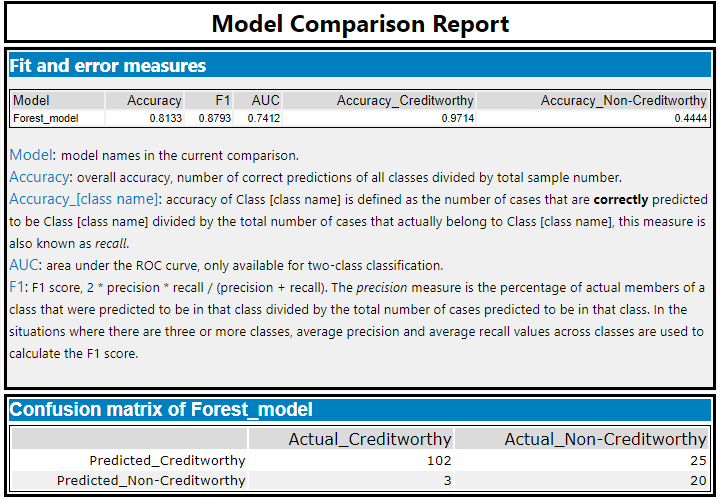 Model Comparison Report
Fit and error measures
Model Accuracy F1 AUC Accuracy_Creditworthy Accuracy_Non-Creditworthy
Forest_model 0.8133 0.8793 0.7412 0.9714 0.4444
Model: model names in the current comparison.
Accuracy: overall accuracy, number of correct predictions of all classes divided by total sample number.
Accuracy_[class name]: accuracy of Class [class name] is defined as the number of cases that are correctly predicted
to be Class [class name] divided by the total number of cases that actually belong to Class [class name], this measure is
also known as recall.
AUC: area under the ROC curve, only available for two-class classification.
F1: F1 score, 2 * precision * recall / (precision + recall). The precision measure is the percentage of actual members of a
class that were predicted to be in that class divided by the total number of cases predicted to be in that class. In the
situations where there are three or more classes, average precision and average recall values across classes are used to
calculate the F1 score.
Confusion matrix of Forest_model
Actual_Creditworthy Actual_Non-Creditworthy
Predicted_Creditworthy 102 25
Predicted_Non-Creditworthy 3 20